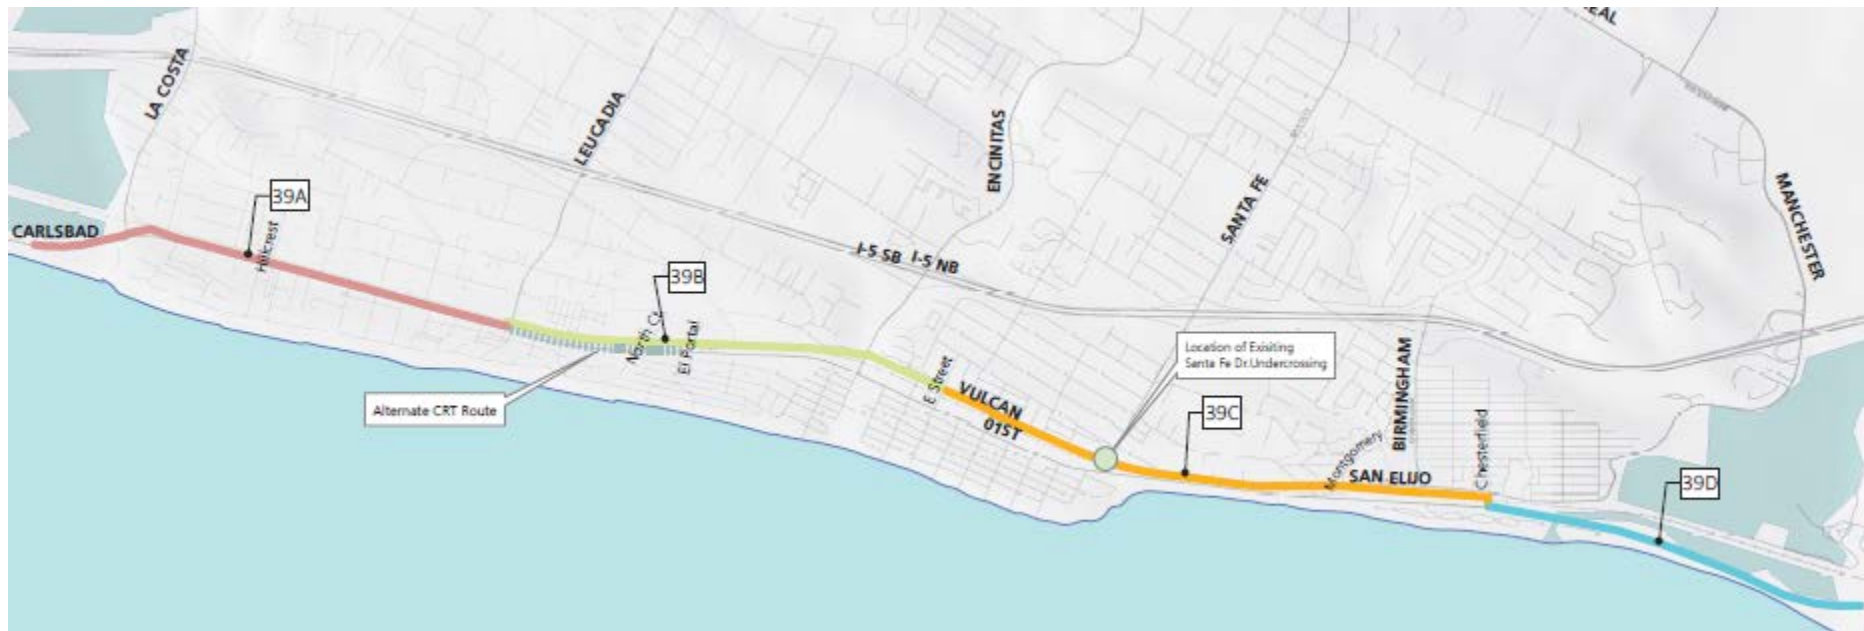 EAL
LA COSTA
LEUCADIA
ENCINITAS
SANTA FE
MANCHESTER
39A
CARLSBAD
Hillcrest
I-5 SB I-5 NB
39B
North Ct
El Portal
Location of Exisiting
Santa Fe Dr.Undercrossing
BIRMINGHAM
Alternate CRT Route
E Street
VULCAN
01ST
39C
Montgomery
Chesterfield
SAN ELIJO
39D